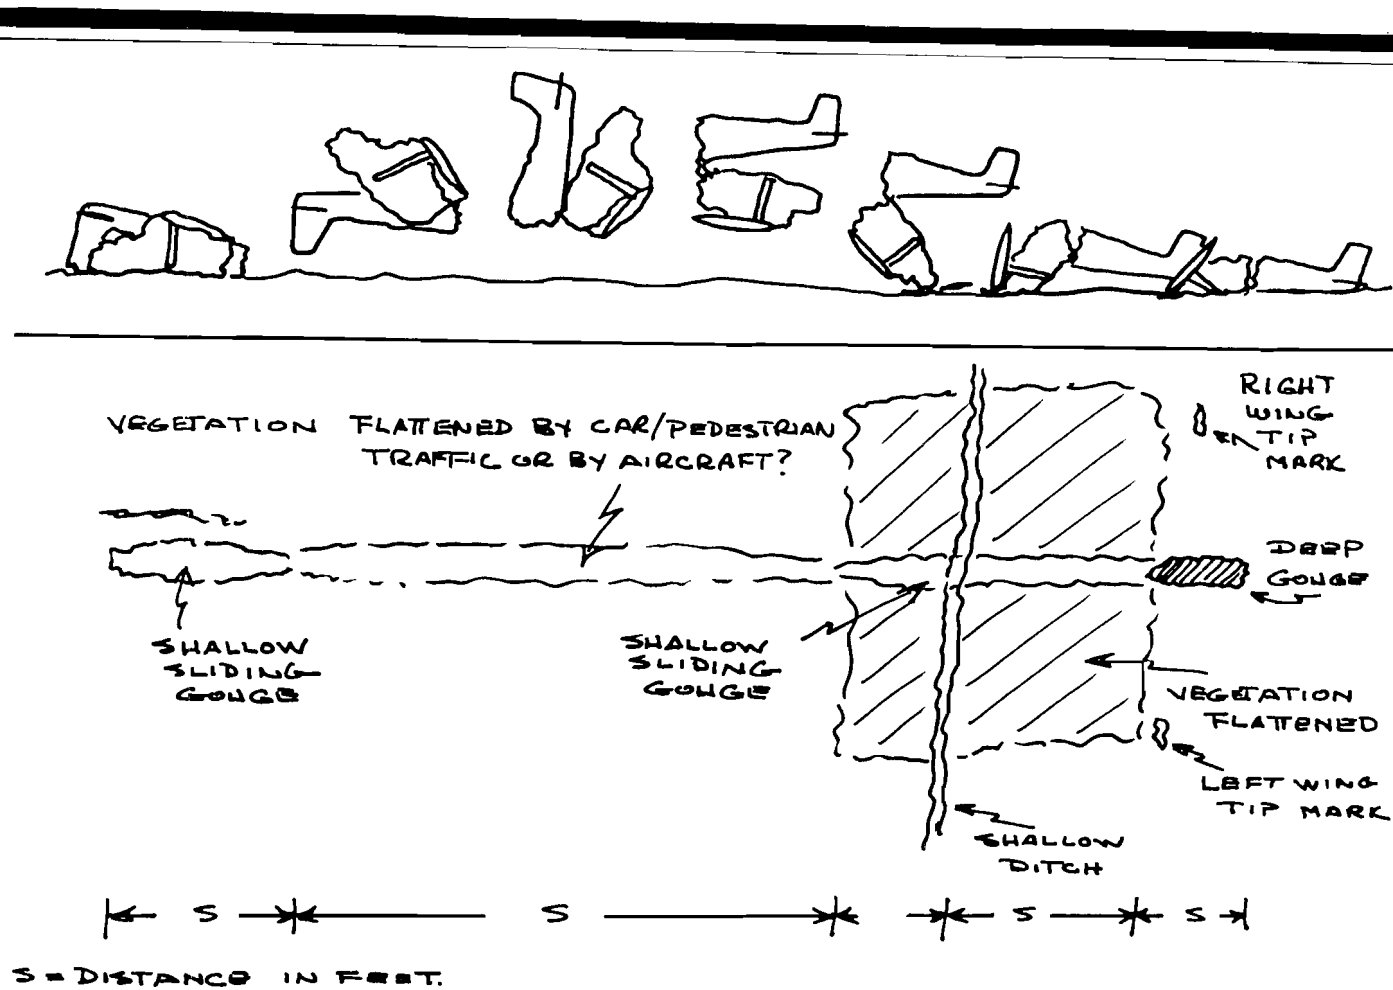 VEGETATION FLATTENED BY CAR/PEDESTRIAN
TRAFFIC OR BY AIRCRAFT?
RIGHT
WING
TIP
MARK
DEEP
GOUGE
SHALLOW
SLIDING
GOUGE
SHALLOW
SLIDING
GOUGE
VEGETATION
FLATTENED
LEFT WING
TIP MARK
SHALLOW
DITCH
S S S S
S = DISTANCE IN FEET.